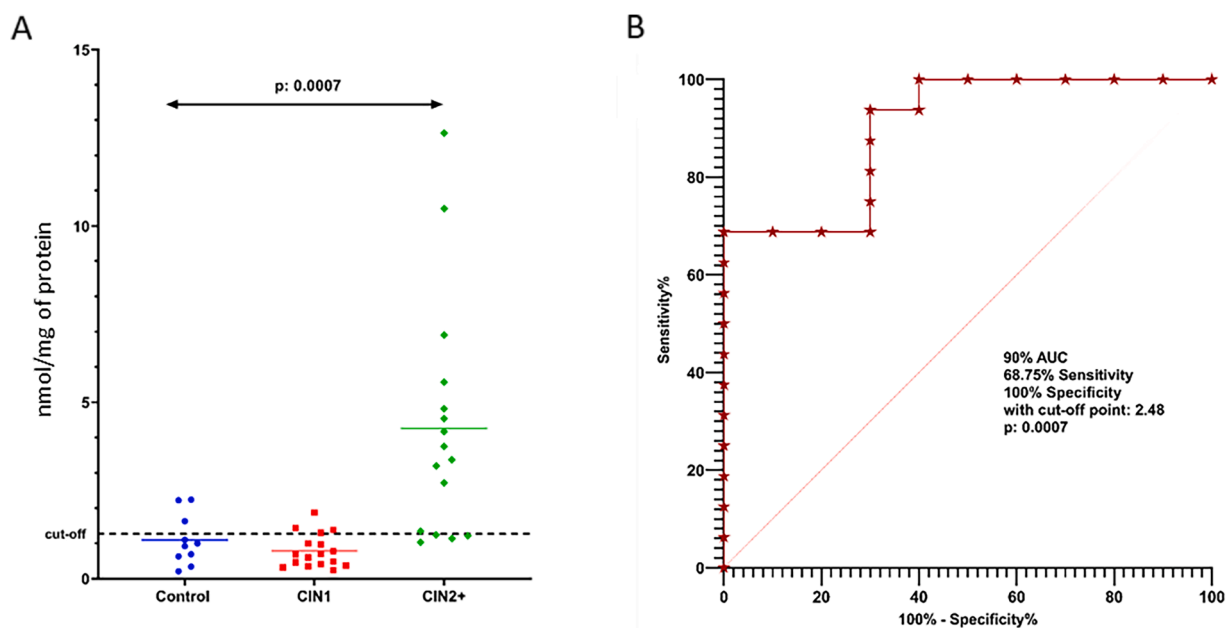 A
15
p: 0.0007
10
nmol/mg of protein
5
cut-off
0
Control CIN1 CIN2+
B
100
80
60
Sensitivity%
40
90% AUC
68.75% Sensitivity
100% Specificity
with cut-off point: 2.48
p: 0.0007
20
0
0 20 40 60 80 100
100% - Specificity%